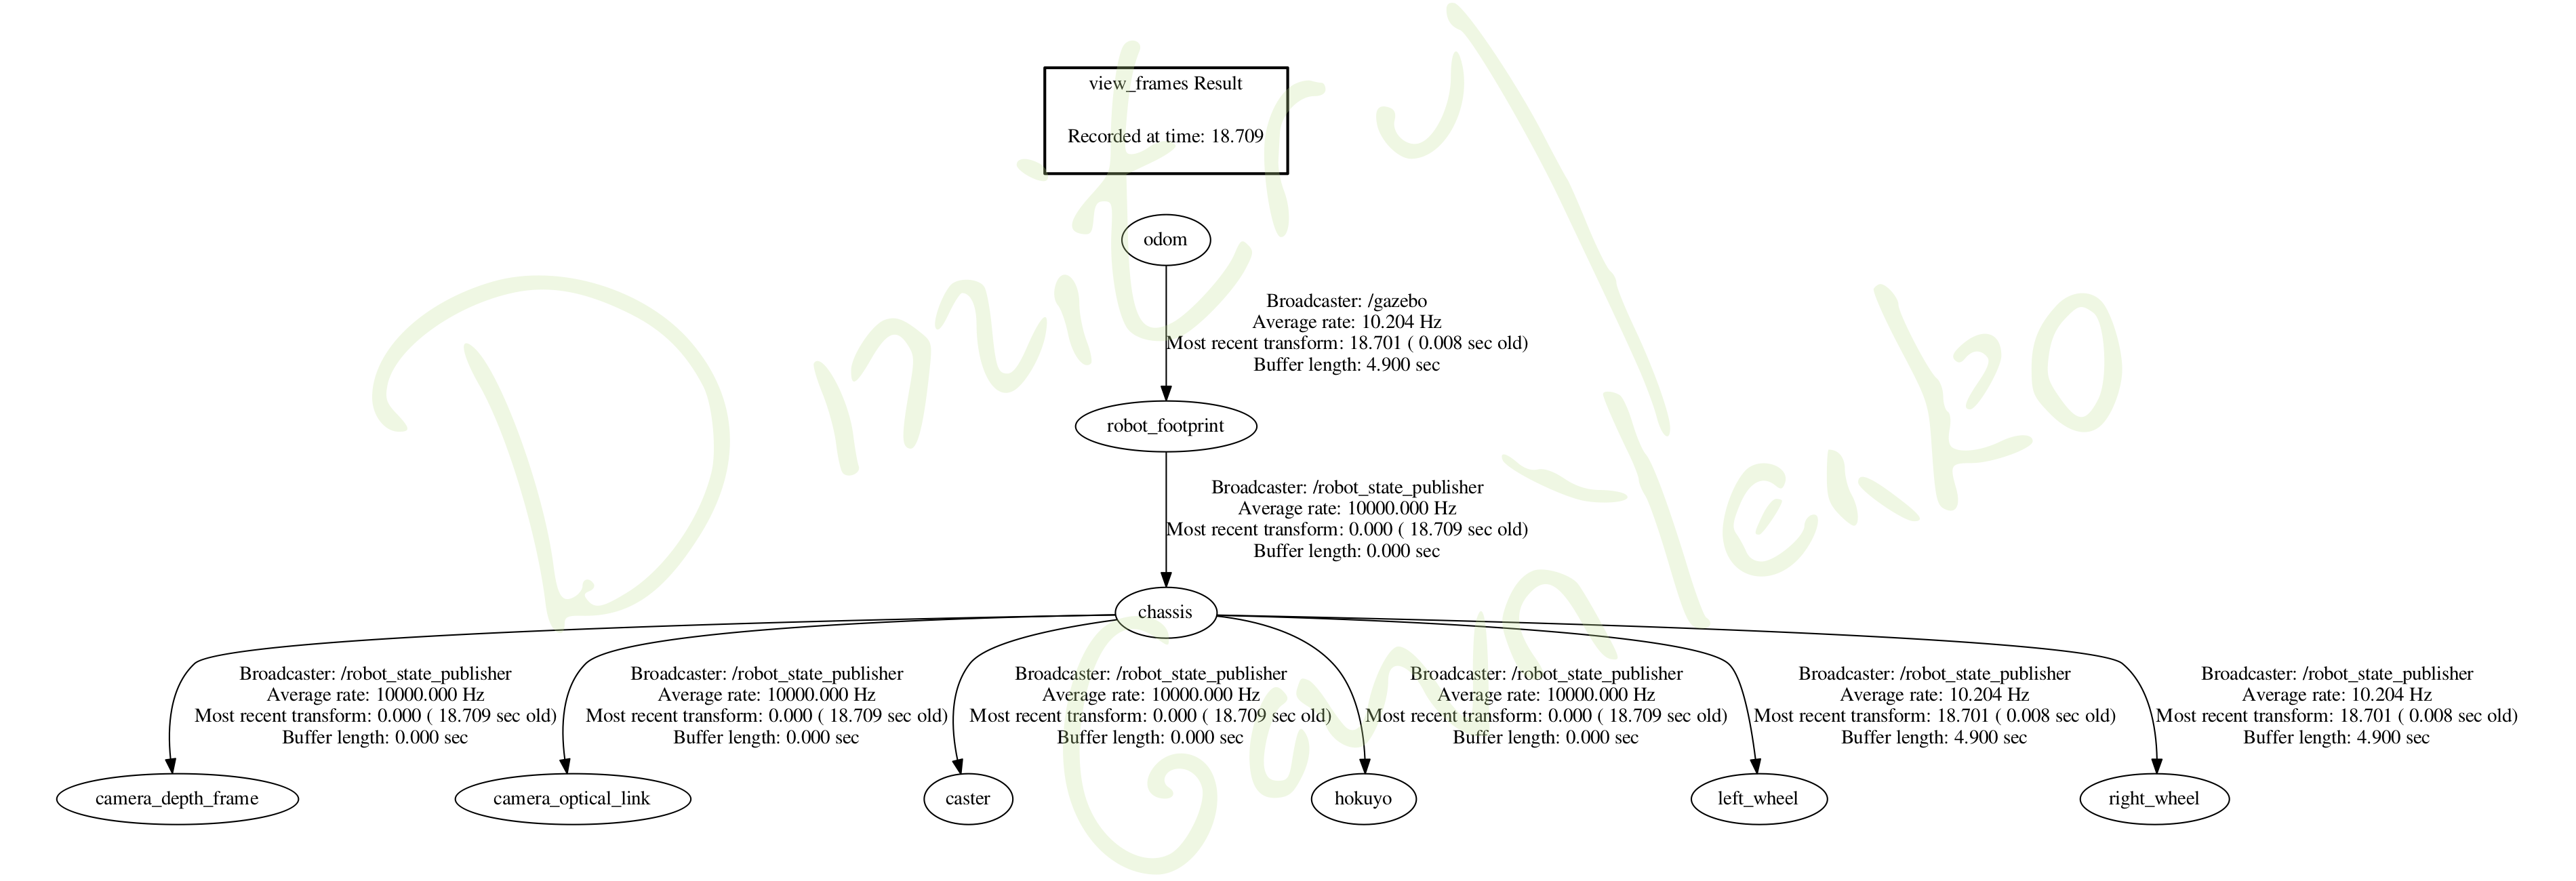 view_frames Result
Recorded at time: 18.709
odom
Broadcaster: /gazebo
Average rate: 10.204 Hz
Most recent transform: 18.701 ( 0.008 sec old)
Buffer length: 4.900 sec
robot_footprint
Broadcaster: /robot_state_publisher
Average rate: 10000.000 Hz
Most recent transform: 0.000 ( 18.709 sec old)
Buffer length: 0.000 sec
chassis
Broadcaster: /robot_state_publisher
Average rate: 10000.000 Hz
Most recent transform: 0.000 ( 18.709 sec old)
Buffer length: 0.000 sec
camera_depth_frame
Broadcaster: /robot_state_publisher
Average rate: 10000.000 Hz
Most recent transform: 0.000 ( 18.709 sec old)
Buffer length: 0.000 sec
camera_optical_link
Broadcaster: /robot_state_publisher
Average rate: 10000.000 Hz
Most recent transform: 0.000 ( 18.709 sec old)
Buffer length: 0.000 sec
caster
Broadcaster: /robot_state_publisher
Average rate: 10000.000 Hz
Most recent transform: 0.000 ( 18.709 sec old)
Buffer length: 0.000 sec
hokuyo
Broadcaster: /robot_state_publisher
Average rate: 10.204 Hz
Most recent transform: 18.701 ( 0.008 sec old)
Buffer length: 4.900 sec
left_wheel
Broadcaster: /robot_state_publisher
Average rate: 10.204 Hz
Most recent transform: 18.701 ( 0.008 sec old)
Buffer length: 4.900 sec
right_wheel
Dmitry